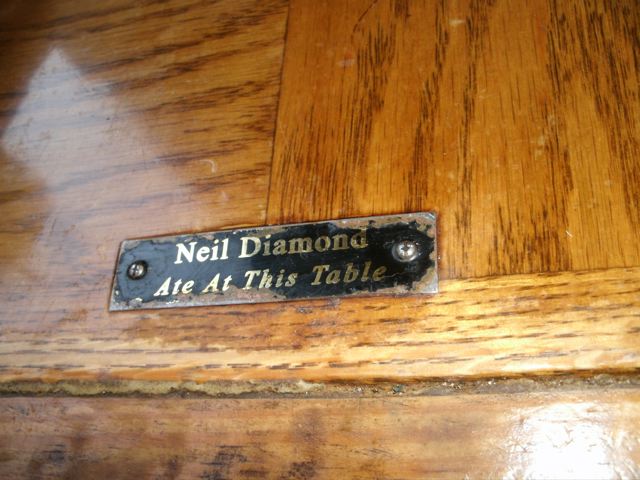 Neil Diamond
Ate At This Table